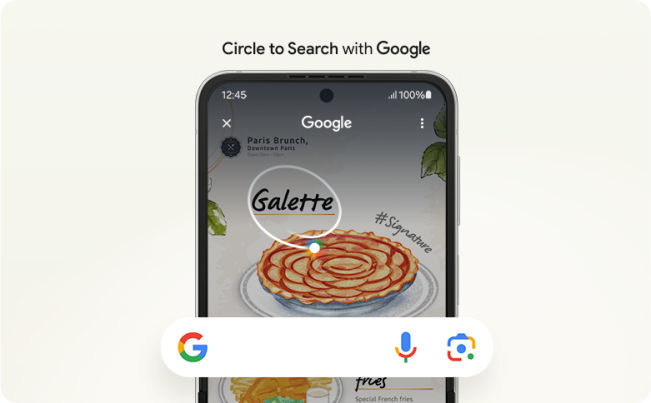 Circle to Search with Google
12:45
100%
Google
Paris Brunch,
Downtown Paris
Galette
#Signature
G
fries
Special French fries